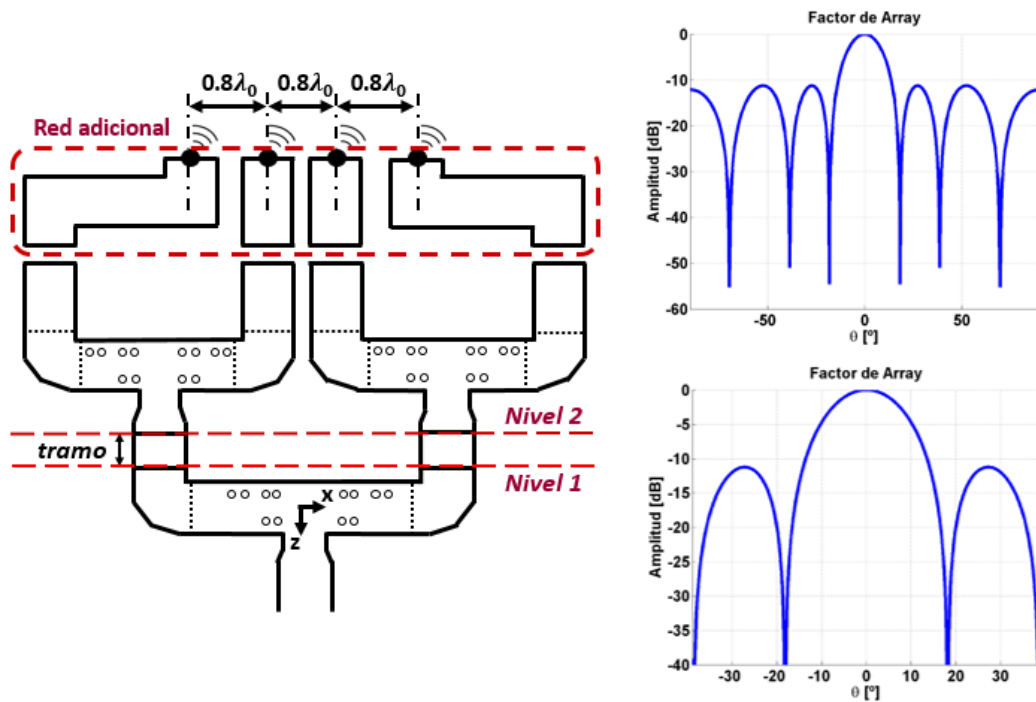 0.8λ₀ 0.8λ₀ 0.8λ₀
Red adicional
Nivel 2
tramo
Nivel 1
x
z
Factor de Array
0
-10
-20
-30
-40
-50
-60
Amplitud [dB]
-50 0 50
θ [º]
Factor de Array
0
-5
-10
-15
-20
-25
-30
-35
-40
Amplitud [dB]
-30 -20 -10 0 10 20 30
θ [º]